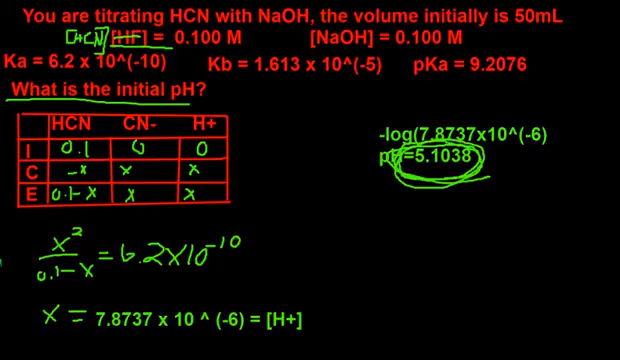 You are titrating HCN with NaOH, the volume initially is 50mL
[HCN] [HF] = 0.100 M [NaOH] = 0.100 M
Ka = 6.2 x 10^(-10) Kb = 1.613 x 10^(-5) pKa = 9.2076
What is the initial pH?
HCN CN- H+
I 0.1 0 0
C -x x x
E 0.1-x x x
-log(7.8737x10^(-6)
pH=5.1038
x²/0.1-x = 6.2x10⁻¹⁰
x = 7.8737 x 10 ^ (-6) = [H+]